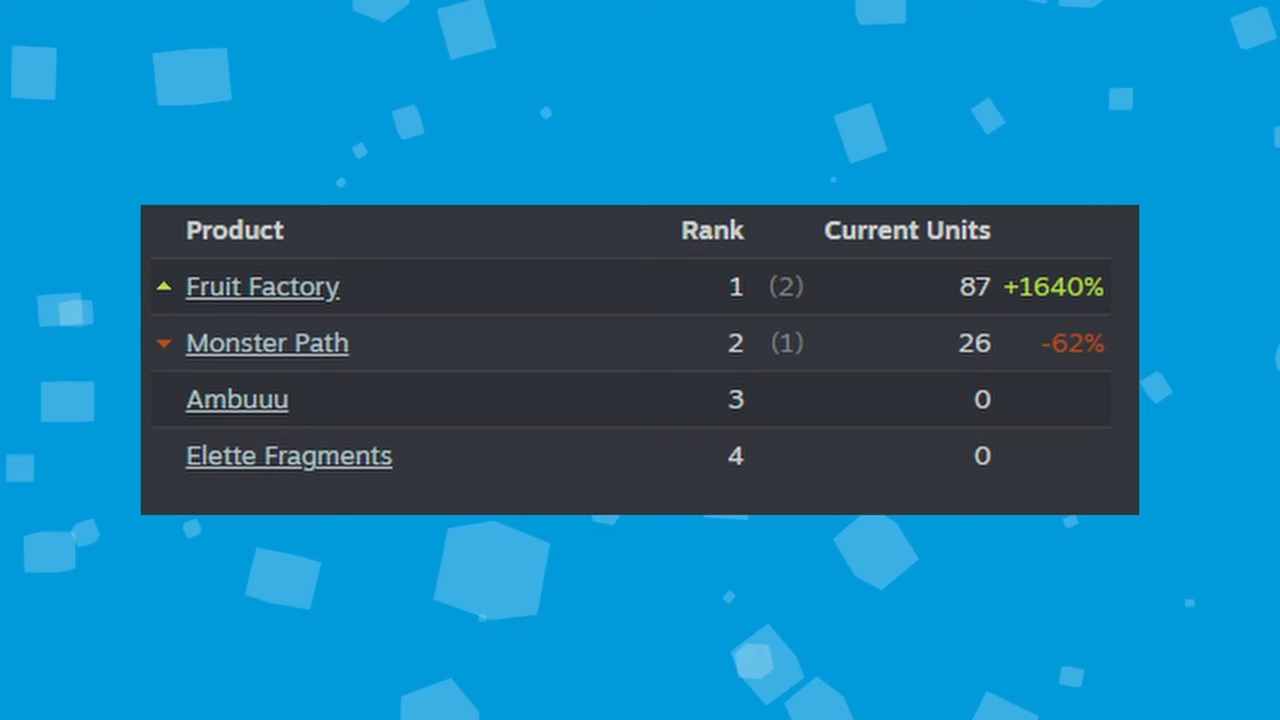 Product Rank Current Units
Fruit Factory 1 (2) 87 +1640%
Monster Path 2 (1) 26 -62%
Ambuuu 3 0
Elette Fragments 4 0